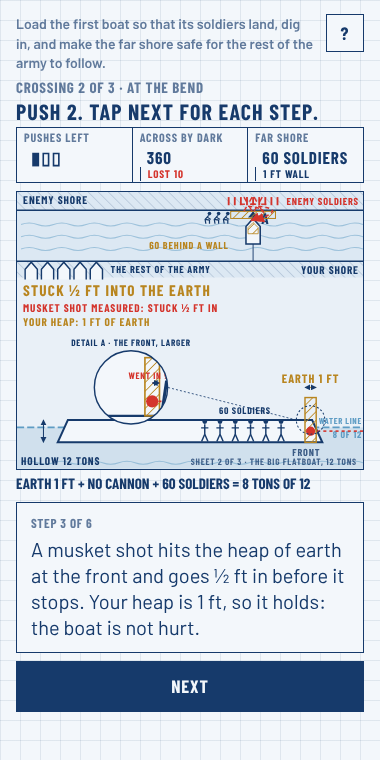 Load the first boat so that its soldiers land, dig
in, and make the far shore safe for the rest of the
army to follow.
?
CROSSING 2 OF 3 · AT THE BEND
PUSH 2. TAP NEXT FOR EACH STEP.
PUSHES LEFT
ACROSS BY DARK
360
LOST 10
FAR SHORE
60 SOLDIERS
1 FT WALL
ENEMY SHORE
ENEMY SOLDIERS
60 BEHIND A WALL
THE REST OF THE ARMY
YOUR SHORE
STUCK ½ FT INTO THE EARTH
MUSKET SHOT MEASURED: STUCK ½ FT IN
YOUR HEAP: 1 FT OF EARTH
DETAIL A · THE FRONT, LARGER
WENT IN
EARTH 1 FT
60 SOLDIERS
WATER LINE
8 OF 12
FRONT
HOLLOW 12 TONS
SHEET 2 OF 3 · THE BIG FLATBOAT, 12 TONS
EARTH 1 FT + NO CANNON + 60 SOLDIERS = 8 TONS OF 12
STEP 3 OF 6
A musket shot hits the heap of earth
at the front and goes ½ ft in before it
stops. Your heap is 1 ft, so it holds:
the boat is not hurt.
NEXT